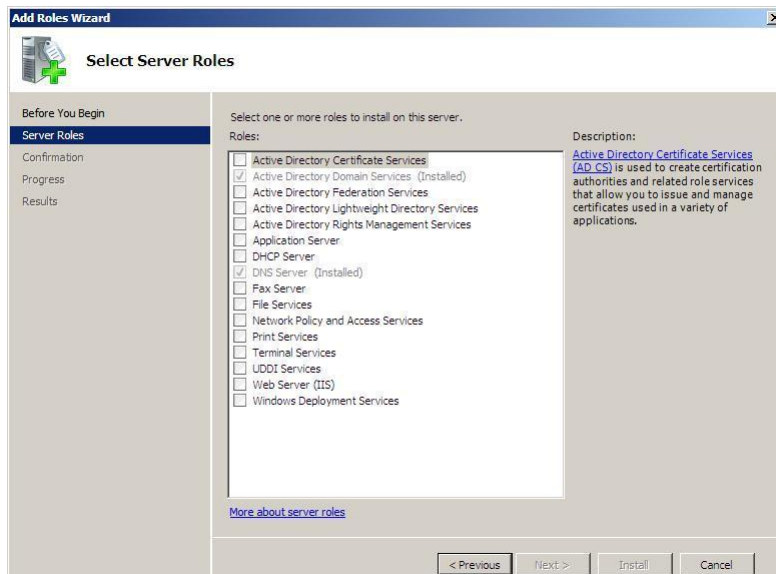 Add Roles Wizard
Select Server Roles
Before You Begin
Server Roles
Confirmation
Progress
Results
Select one or more roles to install on this server.
Roles:
Active Directory Certificate Services
Active Directory Domain Services (Installed)
Active Directory Federation Services
Active Directory Lightweight Directory Services
Active Directory Rights Management Services
Application Server
DHCP Server
DNS Server (Installed)
Fax Server
File Services
Network Policy and Access Services
Print Services
Terminal Services
UDDI Services
Web Server (IIS)
Windows Deployment Services
More about server roles
Description:
Active Directory Certificate Services
(AD CS) is used to create certification
authorities and related role services
that allow you to issue and manage
certificates used in a variety of
applications.
< Previous
Next >
Install
Cancel